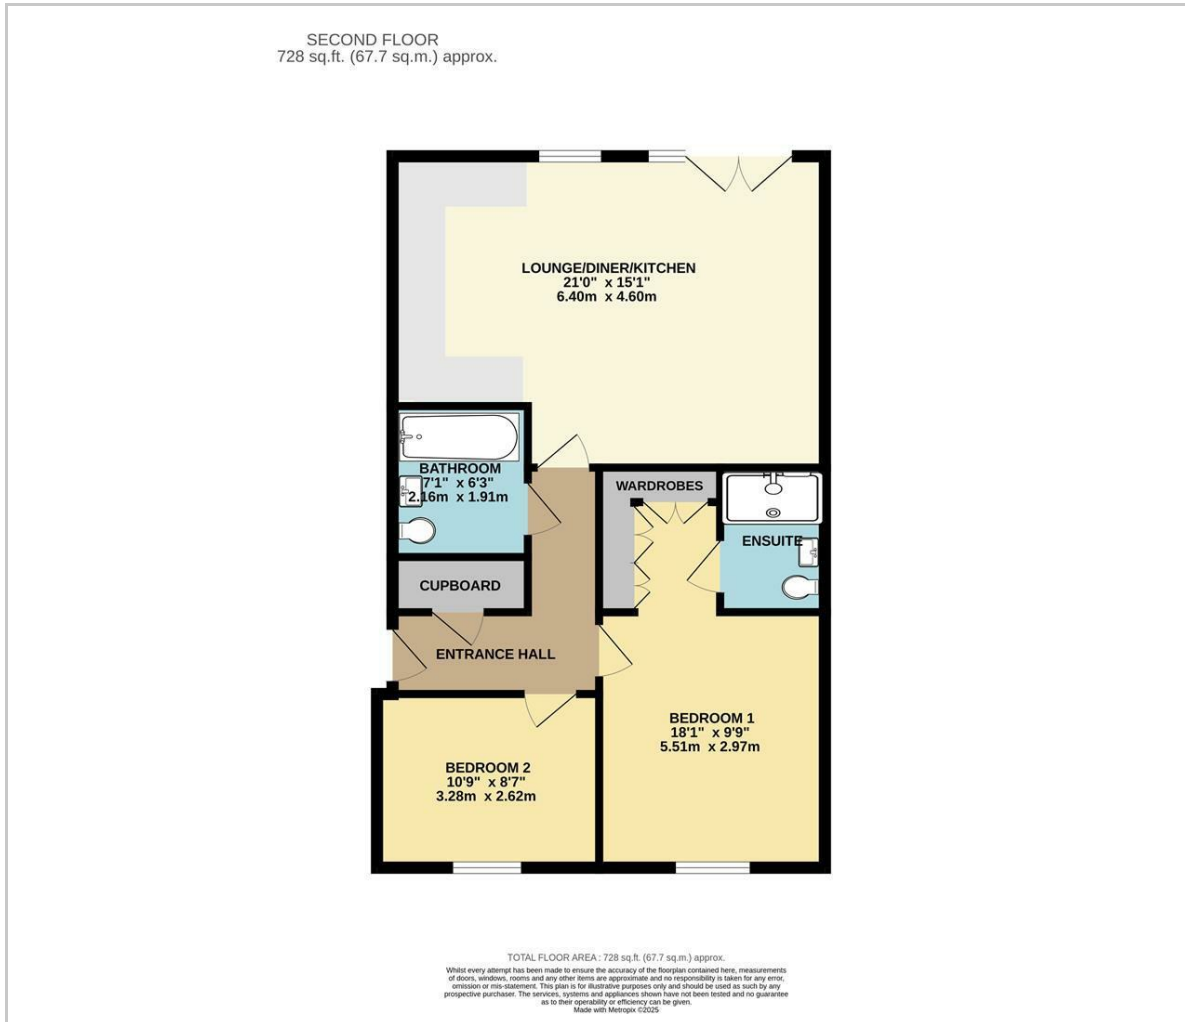 SECOND FLOOR
728 sq.ft. (67.7 sq.m.) approx.
LOUNGE/DINER/KITCHEN
21'0" x 15'1"
6.40m x 4.60m
BATHROOM
7'1" x 6'3"
2.16m x 1.91m
WARDROBES
ENSUITE
CUPBOARD
ENTRANCE HALL
BEDROOM 1
18'1" x 9'9"
5.51m x 2.97m
BEDROOM 2
10'9" x 8'7"
3.28m x 2.62m
TOTAL FLOOR AREA : 728 sq.ft. (67.7 sq.m.) approx.
Whilst every attempt has been made to ensure the accuracy of the floorplan contained here, measurements
of doors, windows, rooms and any other items are approximate and no responsibility is taken for any error,
omission or mis-statement. This plan is for illustrative purposes only and should be used as such by any
prospective purchaser. The services, systems and appliances shown have not been tested and no guarantee
as to their operability or efficiency can be given.
Made with Metropix ©2025